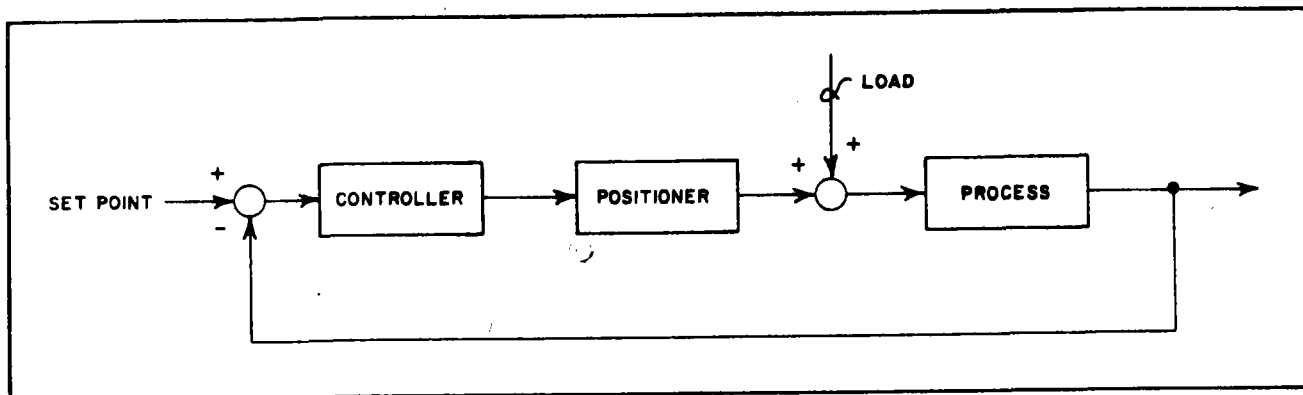 LOAD
+
+
+
SET POINT
CONTROLLER
POSITIONER
PROCESS
-